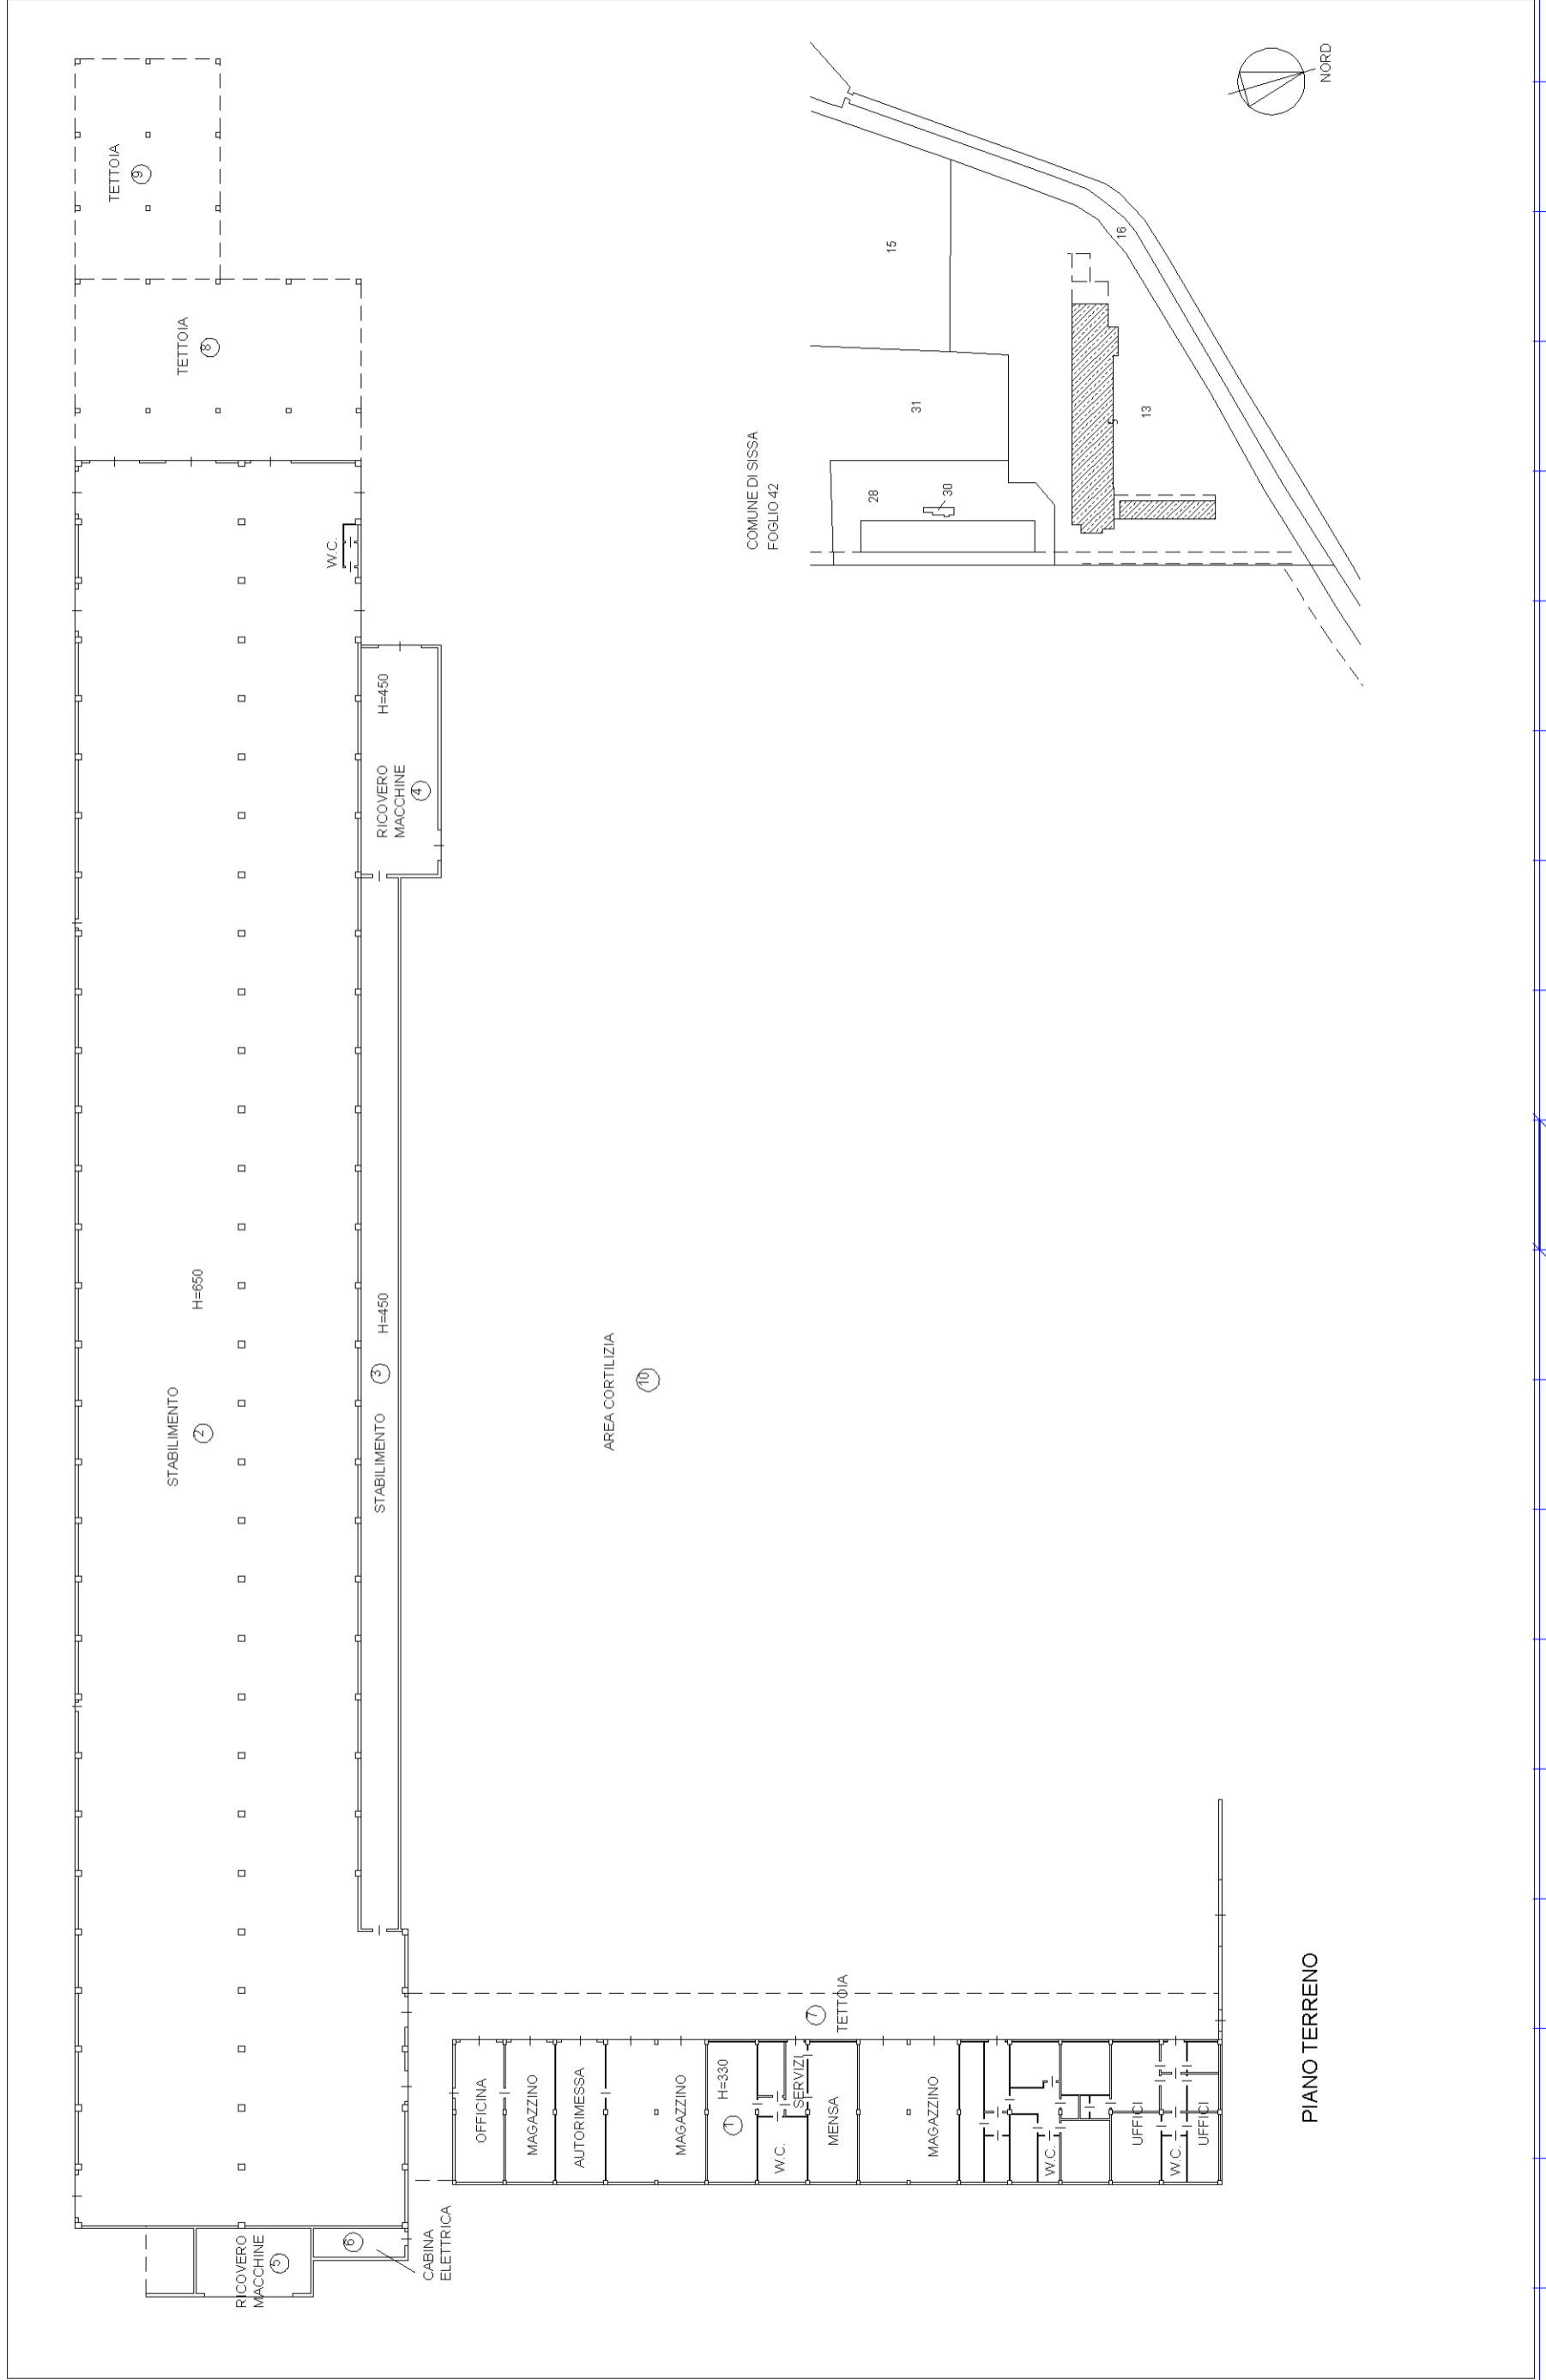 TETTOIA
9
TETTOIA
8
W.C.
H=450
RICOVERO
MACCHINE
4
STABILIMENTO
2
H=650
STABILIMENTO
3
H=450
AREA CORTILIZIA
10
RICOVERO
MACCHINE
5
6
CABINA
ELETTRICA
OFFICINA
MAGAZZINO
AUTORIMESSA
MAGAZZINO
1
H=330
W.C.
SERVIZI
MENSA
7
TETTOIA
MAGAZZINO
W.C.
UFFICI
W.C.
UFFICI
PIANO TERRENO
COMUNE DI SISSA
FOGLIO 42
15
31
28
30
16
13
NORD